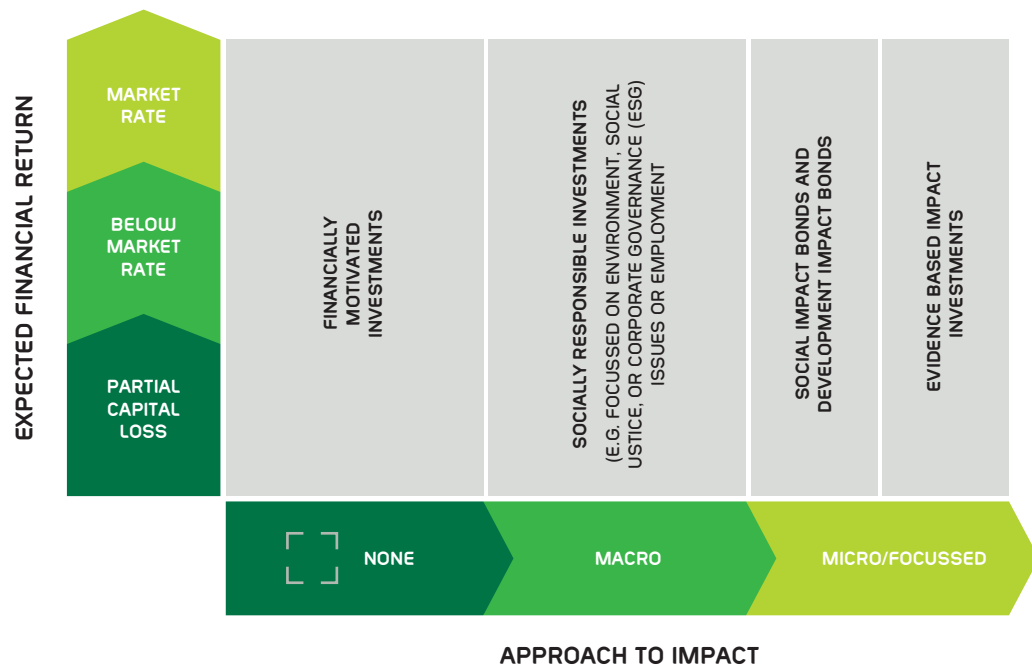 EXPECTED FINANCIAL RETURN
MARKET
RATE
BELOW
MARKET
RATE
PARTIAL
CAPITAL
LOSS
FINANCIALLY
MOTIVATED
INVESTMENTS
SOCIALLY RESPONSIBLE INVESTMENTS
(E.G. FOCUSSED ON ENVIRONMENT, SOCIAL
USTICE, OR CORPORATE GOVERNANCE (ESG)
ISSUES OR EMPLOYMENT
SOCIAL IMPACT BONDS AND
DEVELOPMENT IMPACT BONDS
EVIDENCE BASED IMPACT
INVESTMENTS
NONE
MACRO
MICRO/FOCUSSED
APPROACH TO IMPACT